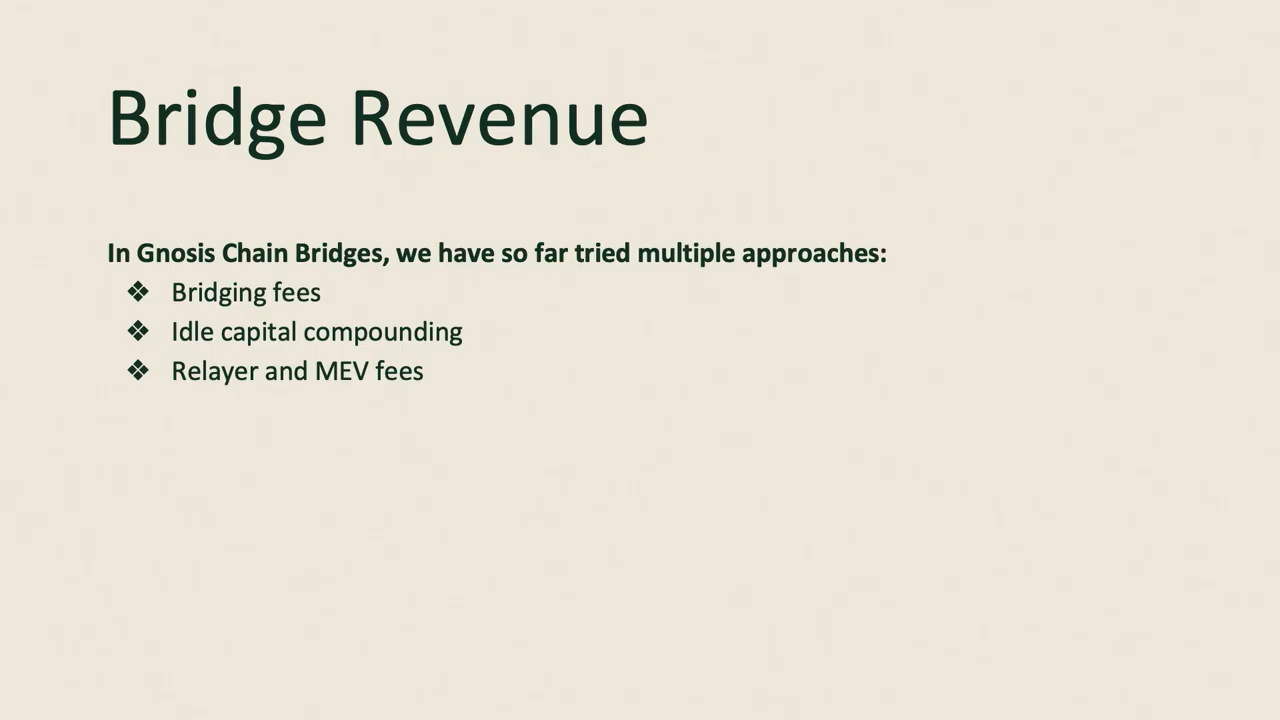 Bridge Revenue
In Gnosis Chain Bridges, we have so far tried multiple approaches:
❖ Bridging fees
❖ Idle capital compounding
❖ Relayer and MEV fees